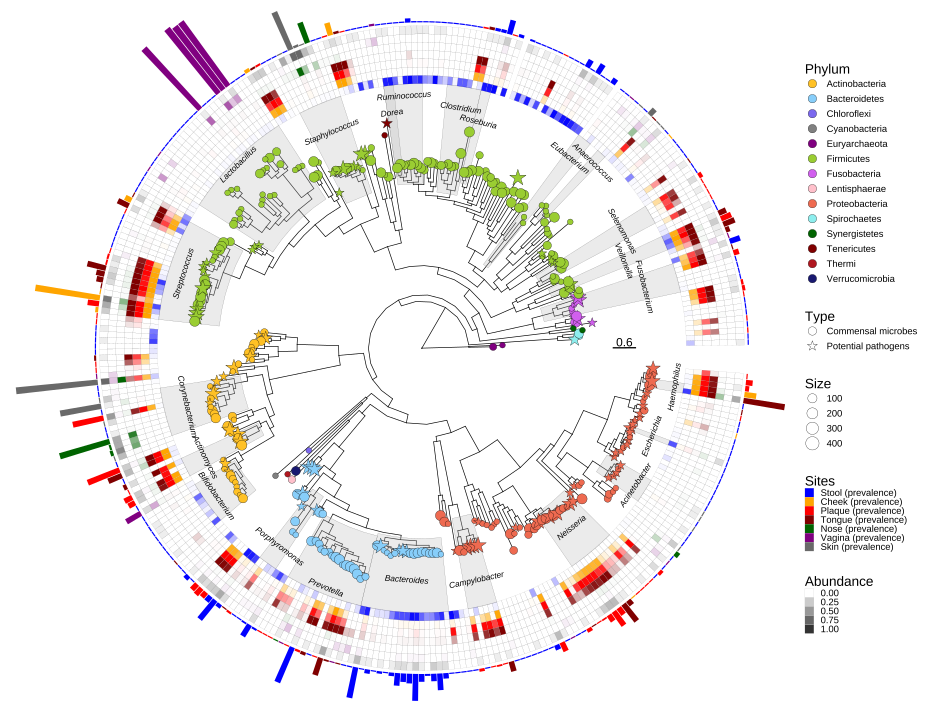 Phylum
Actinobacteria
Bacteroidetes
Chloroflexi
Cyanobacteria
Euryarchaeota
Firmicutes
Fusobacteria
Lentisphaerae
Proteobacteria
Spirochaetes
Synergistetes
Tenericutes
Thermi
Verrucomicrobia
Type
Commensal microbes
Potential pathogens
Size
100
200
300
400
Sites
Stool (prevalence)
Cheek (prevalence)
Plaque (prevalence)
Tongue (prevalence)
Nose (prevalence)
Vagina (prevalence)
Skin (prevalence)
Abundance
0.00
0.25
0.50
0.75
1.00
Ruminococcus
Dorea
Clostridium
Roseburia
Staphylococcus
Lactobacillus
Eubacterium
Anaerococcus
Selenomonas
Veillonella
Fusobacterium
Streptococcus
0.6
Haemophilus
Corynebacterium
Escherichia
Actinomyces
Acinetobacter
Bifidobacterium
Neisseria
Porphyromonas
Prevotella
Bacteroides
Campylobacter